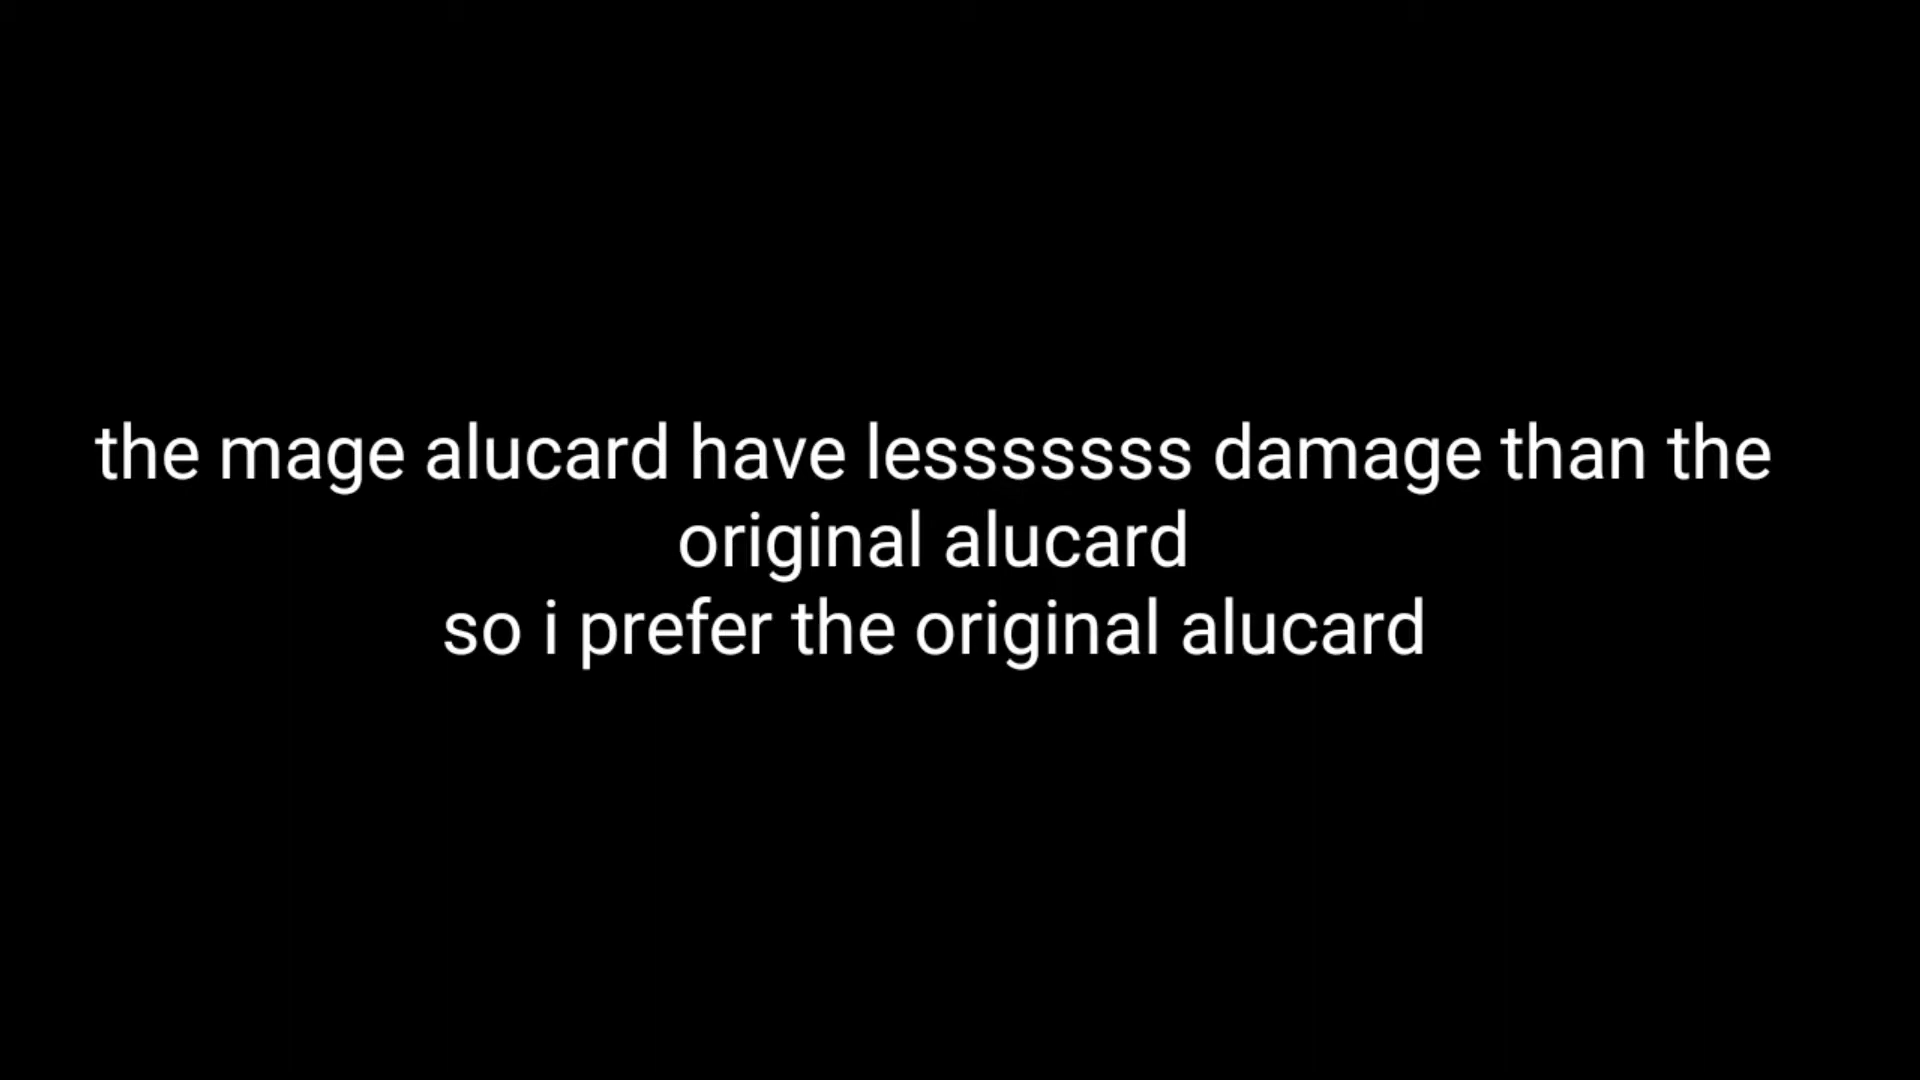 the mage alucard have lesssssss damage than the
original alucard
so i prefer the original alucard